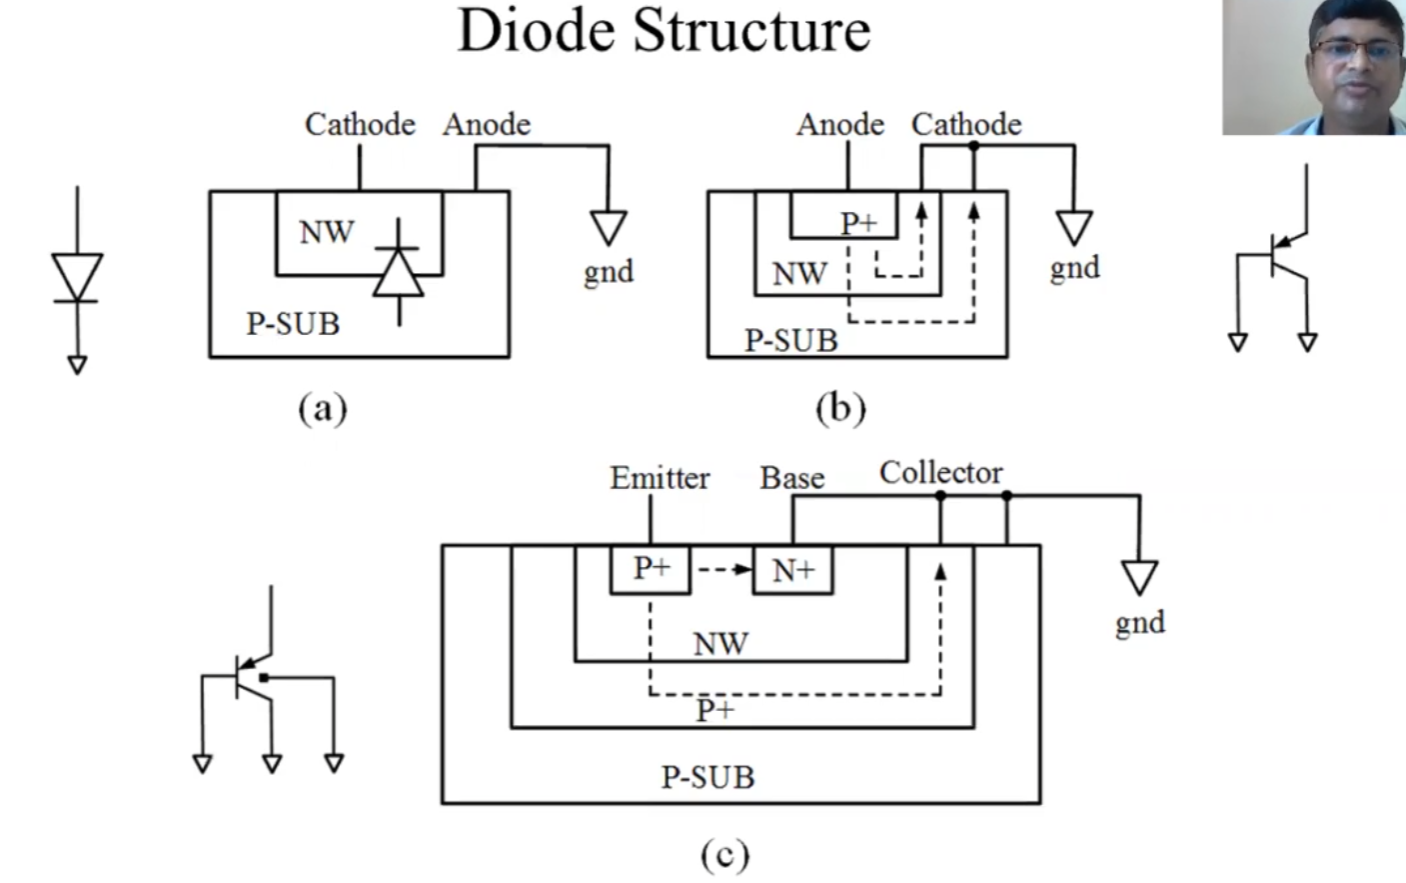 Diode Structure
Cathode Anode
NW
P-SUB
gnd
(a)
Anode Cathode
P+
NW
P-SUB
gnd
(b)
Emitter Base Collector
P+ N+
NW
P+
P-SUB
gnd
(c)